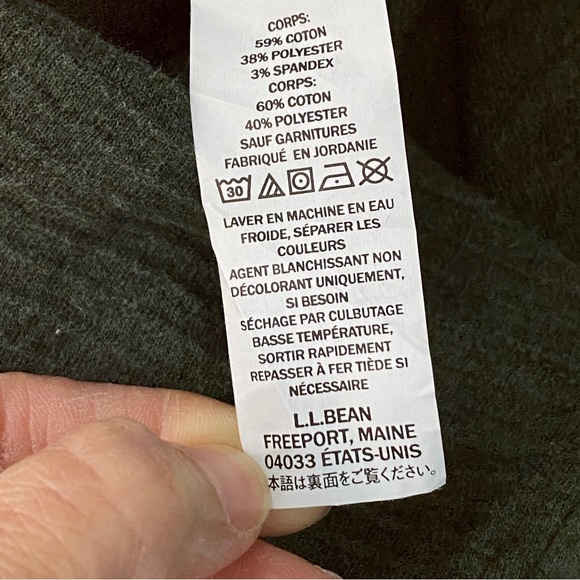 CORPS:
59% COTON
38% POLYESTER
3% SPANDEX
CORPS:
60% COTON
40% POLYESTER
SAUF GARNITURES
FABRIQUÉ EN JORDANIE
30
LAVER EN MACHINE EN EAU
FROIDE, SÉPARER LES
COULEURS
AGENT BLANCHISSANT NON
DÉCOLORANT UNIQUEMENT,
SI BESOIN
SÉCHAGE PAR CULBUTAGE
BASSE TEMPÉRATURE,
SORTIR RAPIDEMENT
REPASSER À FER TIÈDE SI
NÉCESSAIRE
L.L.BEAN
FREEPORT, MAINE
04033 ÉTATS-UNIS
本語は裏面をご覧ください。